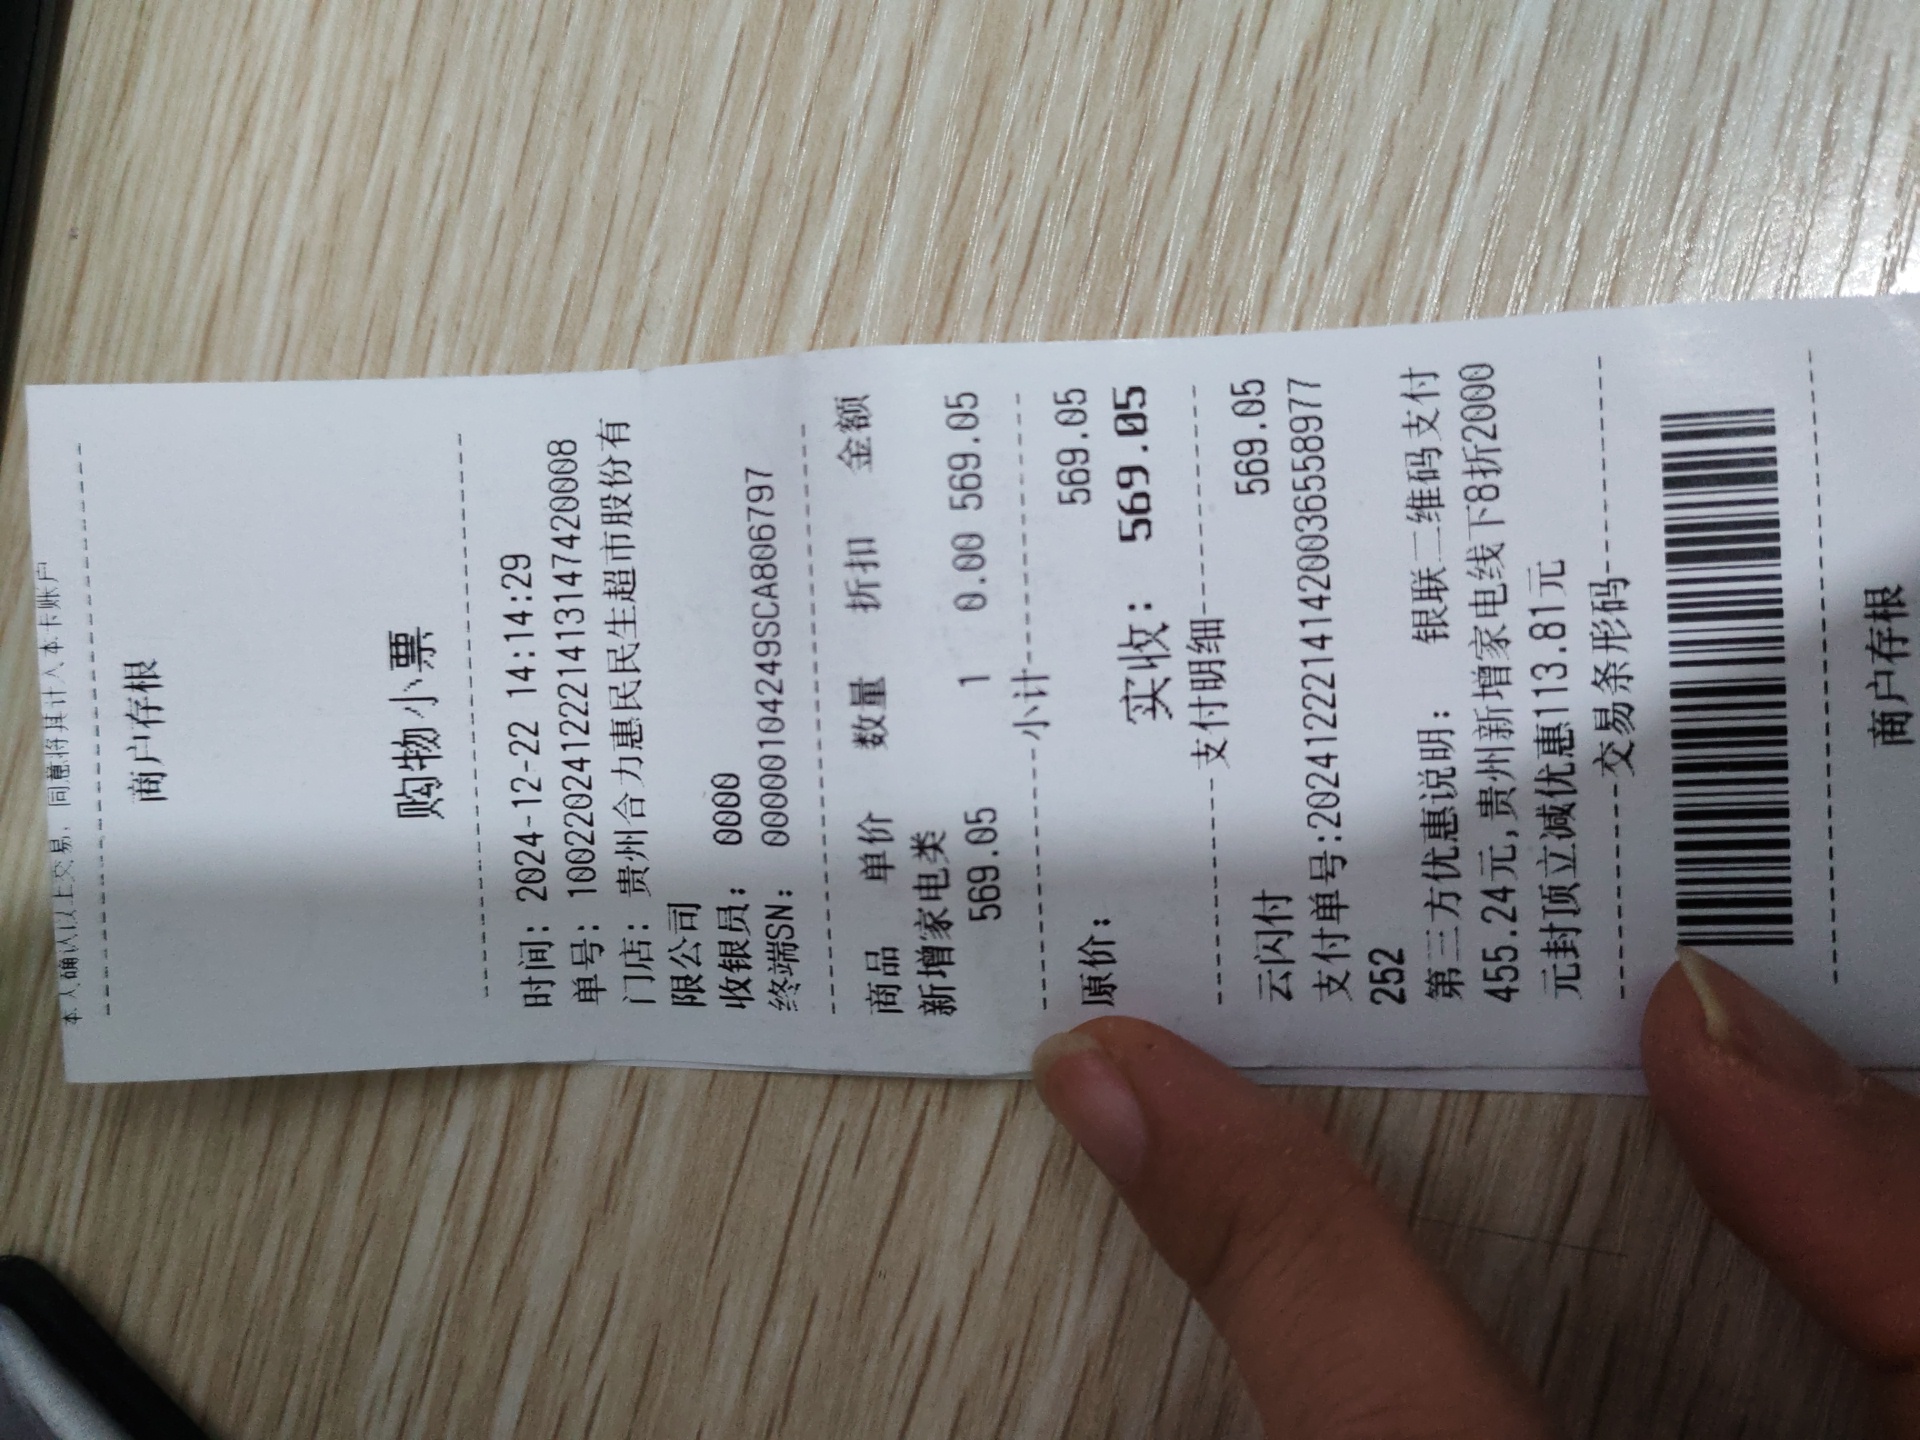 本人确认以上交易，同意将其计入本卡账户
商户存根
购物小票
时间：2024-12-22 14:14:29
单号：10022024122214131474200​08
门店：贵州合力惠民民生超市股份有
限公司
收银员：0000
终端SN：00000104249SCA806797
商品 单价 数量 折扣 金额
新增家电类
569.05 1 0.00 569.05
小计
原价： 569.05
实收：569.05
支付明细
云闪付 569.05
支付单号:2024122214142003655​8977
252
第三方优惠说明： 银联二维码支付
455.24元,贵州新增家电线下8折2000
元封顶立减优惠113.81元
交易条形码
商户存根